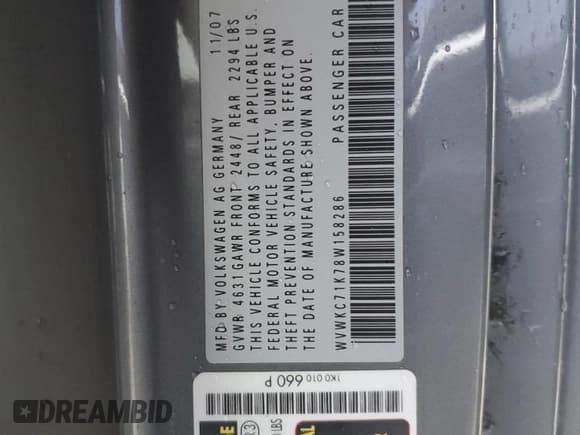 MFD BY VOLKSWAGEN AG GERMANY 11/07
GVWR 4631GAWR FRONT 2448/ REAR 2294 LBS
THIS VEHICLE CONFORMS TO ALL APPLICABLE U.S.
FEDERAL MOTOR VEHICLE SAFETY, BUMPER AND
THEFT PREVENTION STANDARDS IN EFFECT ON
THE DATE OF MANUFACTURE SHOWN ABOVE.
WVWKC71K78W158286 PASSENGER CAR
1K0 010 660 P
LBS
DREAMBID